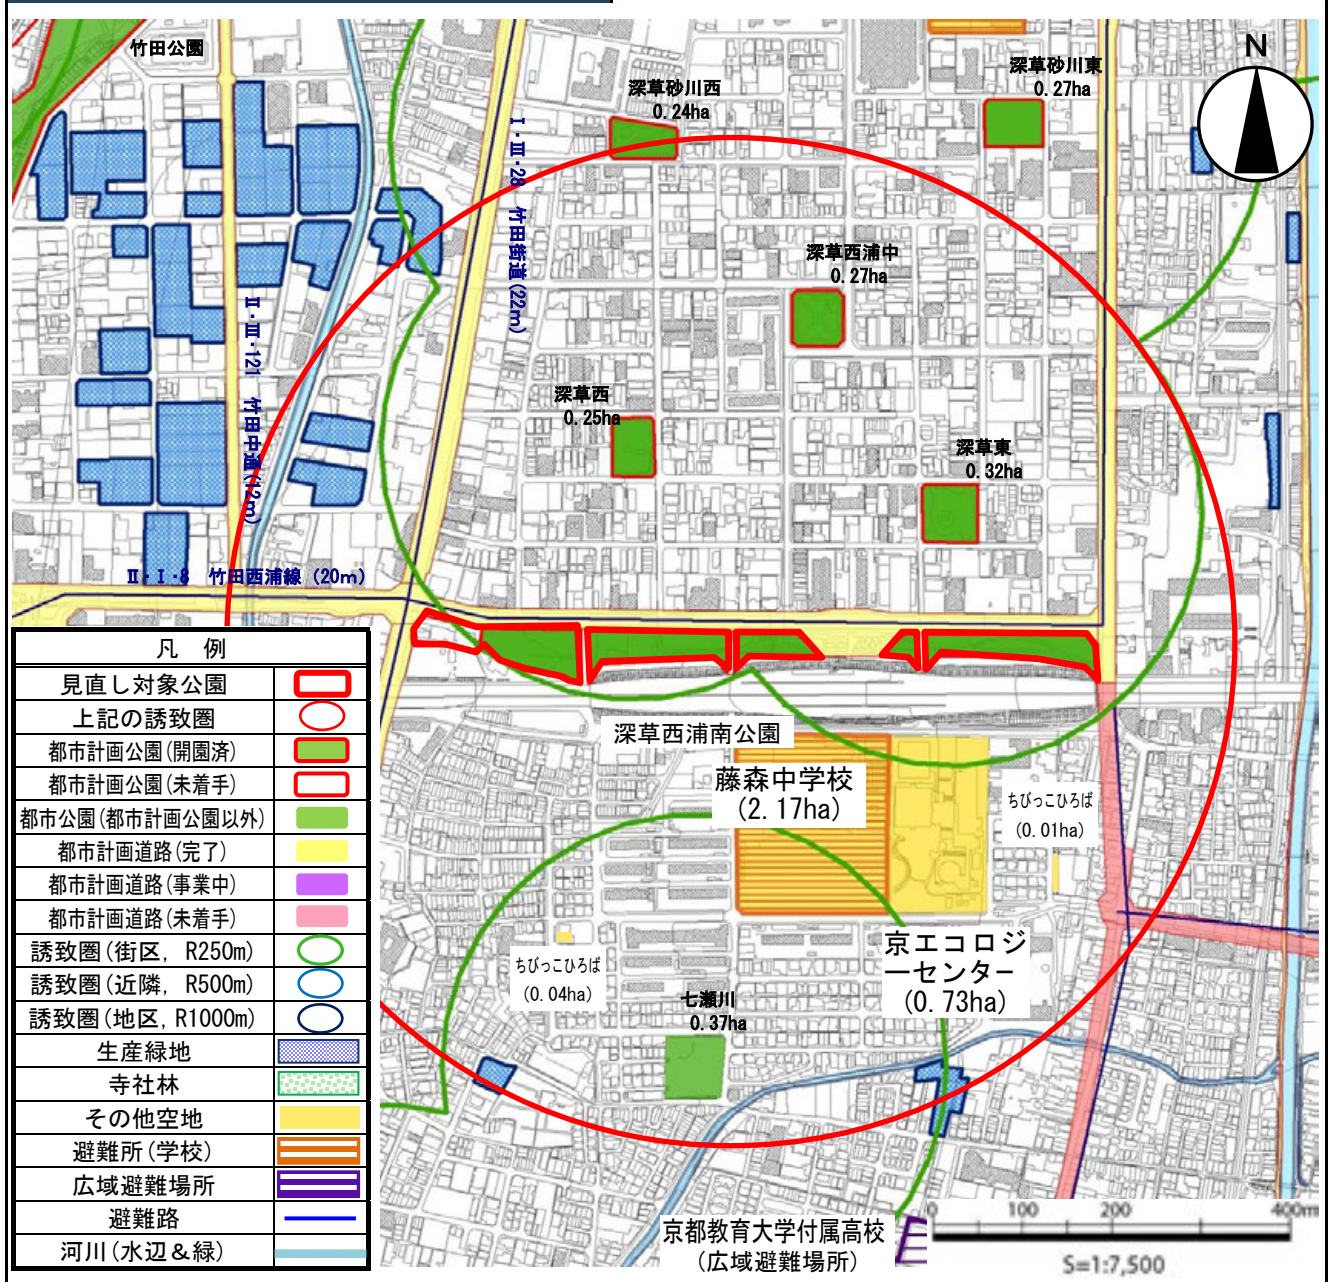 竹田公園
深草砂川西
0.24ha
深草砂川東
0.27ha
N
Ⅰ・Ⅲ・28 竹田街道(22m)
深草西浦中
0.27ha
Ⅱ・Ⅲ・121 竹田中道(12m)
深草西
0.25ha
深草東
0.32ha
Ⅱ・Ⅰ・8 竹田西浦線（20m）
凡 例
見直し対象公園
上記の誘致圏
都市計画公園(開園済)
都市計画公園(未着手)
都市公園(都市計画公園以外)
都市計画道路(完了)
都市計画道路(事業中)
都市計画道路(未着手)
誘致圏(街区, R250m)
誘致圏(近隣, R500m)
誘致圏(地区, R1000m)
生産緑地
寺社林
その他空地
避難所(学校)
広域避難場所
避難路
河川(水辺＆緑)
深草西浦南公園
藤森中学校
(2.17ha)
ちびっこひろば
(0.01ha)
京エコロジ
ーセンター
(0.73ha)
ちびっこひろば
(0.04ha)
七瀬川
0.37ha
京都教育大学付属高校
(広域避難場所)
0 100 200 400m
S=1:7,500